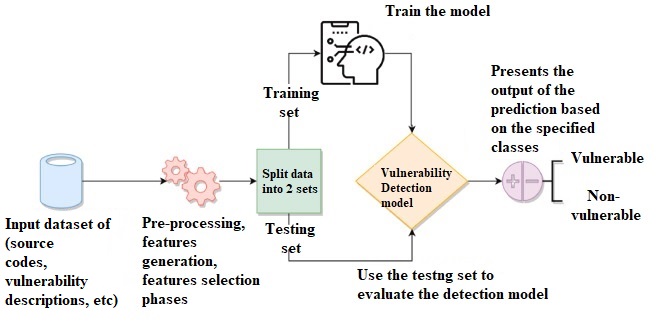 Train the model
Training
set
</>
Presents the
output of the
prediction based
on the specified
classes
Vulnerable
Non-
vulnerable
Split data
into 2 sets
Vulnerability
Detection
model
Input dataset of
(source
codes,
vulnerability
descriptions, etc)
Pre-processing,
features
generation,
features selection
phases
Testing
set
Use the testng set to
evaluate the detection model